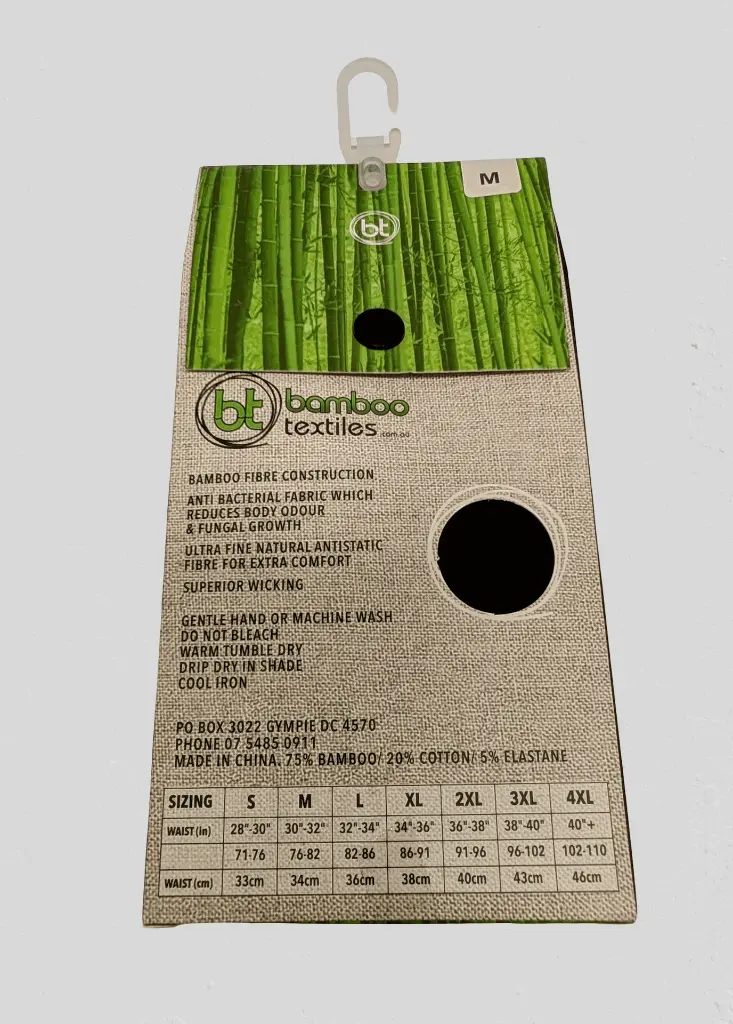 M
bt
bt bamboo
textiles.com.au
BAMBOO FIBRE CONSTRUCTION
ANTI BACTERIAL FABRIC WHICH
REDUCES BODY ODOUR
& FUNGAL GROWTH
ULTRA FINE NATURAL ANTISTATIC
FIBRE FOR EXTRA COMFORT
SUPERIOR WICKING
GENTLE HAND OR MACHINE WASH
DO NOT BLEACH
WARM TUMBLE DRY
DRIP DRY IN SHADE
COOL IRON
PO BOX 3022 GYMPIE DC 4570
PHONE 07 5485 0911
MADE IN CHINA. 75% BAMBOO/ 20% COTTON/ 5% ELASTANE
SIZING S M L XL 2XL 3XL 4XL
WAIST (in) 28"-30" 30"-32" 32"-34" 34"-36" 36"-38" 38"-40" 40"+
71-76 76-82 82-86 86-91 91-96 96-102 102-110
WAIST (cm) 33cm 34cm 36cm 38cm 40cm 43cm 46cm